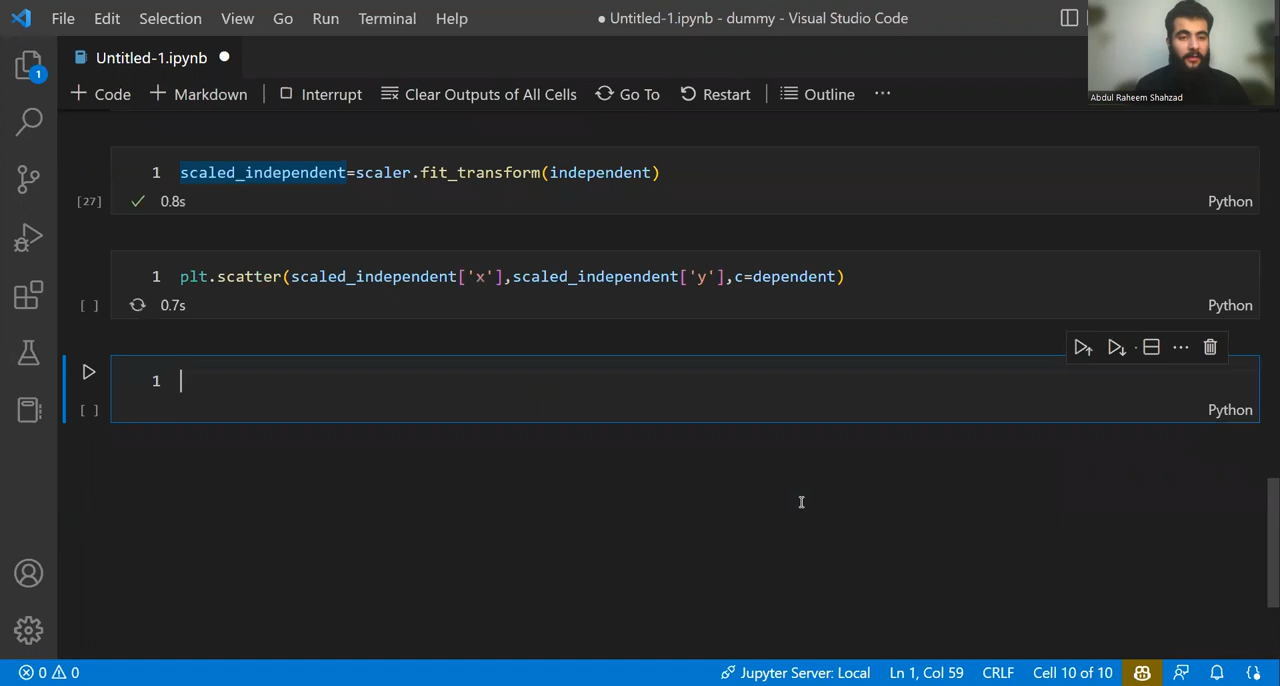 File Edit Selection View Go Run Terminal Help ● Untitled-1.ipynb - dummy - Visual Studio Code
Abdul Raheem Shahzad
1
Untitled-1.ipynb
+ Code + Markdown Interrupt Clear Outputs of All Cells Go To Restart Outline ...
1 scaled_independent=scaler.fit_transform(independent)
[27] ✓ 0.8s Python
1 plt.scatter(scaled_independent['x'],scaled_independent['y'],c=dependent)
[ ] 0.7s Python
1
[ ] Python
0 0 Jupyter Server: Local Ln 1, Col 59 CRLF Cell 10 of 10